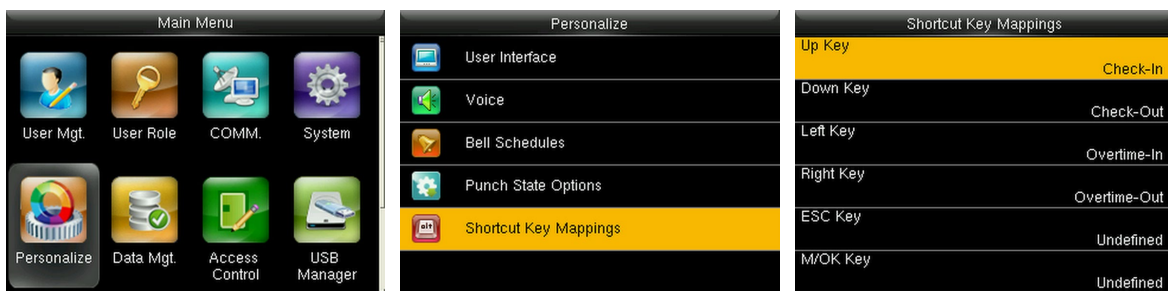 Main Menu
User Mgt.
User Role
COMM.
System
Personalize
Data Mgt.
Access
Control
USB
Manager
Personalize
User Interface
Voice
Bell Schedules
Punch State Options
alt
Shortcut Key Mappings
Shortcut Key Mappings
Up Key
Check-In
Down Key
Check-Out
Left Key
Overtime-In
Right Key
Overtime-Out
ESC Key
Undefined
M/OK Key
Undefined